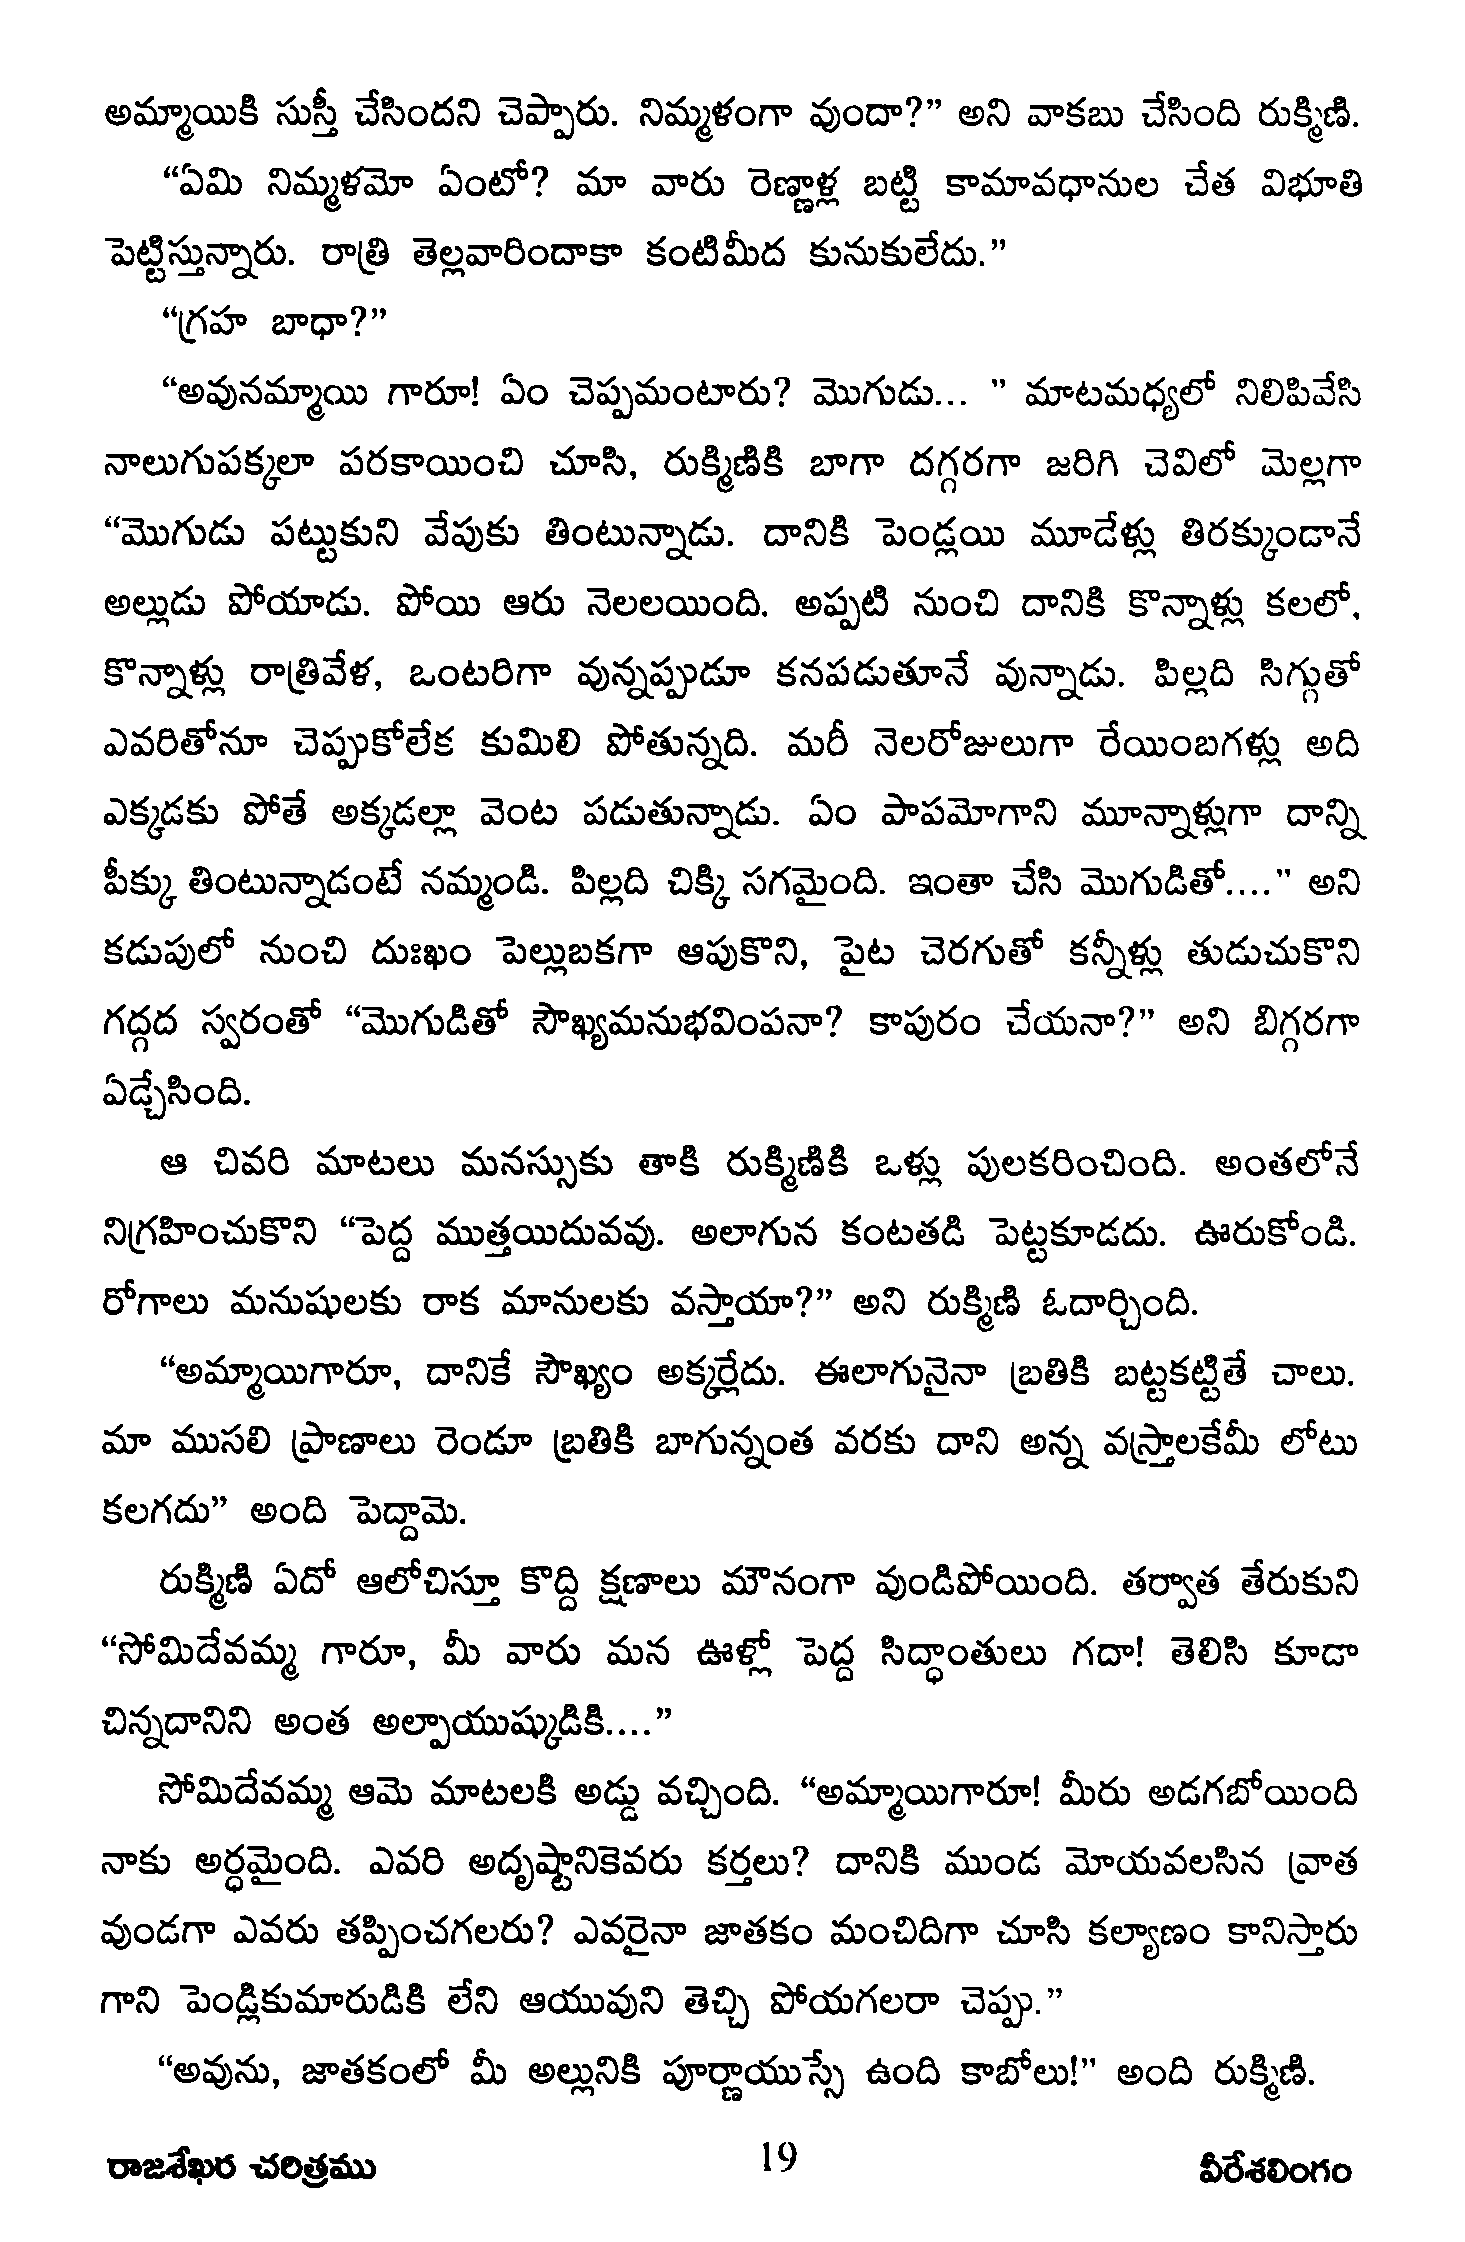 అమ్మాయికి సుస్తీ చేసిందని చెప్పారు. నిమ్మళంగా వుందా?” అని వాకబు చేసింది రుక్మిణి.
“ఏమి నిమ్మళమో ఏంటో? మా వారు రెణ్ణాళ్ల బట్టి కామావధానుల చేత విభూతి
పెట్టిస్తున్నారు. రాత్రి తెల్లవారిందాకా కంటిమీద కునుకులేదు.”
“గ్రహ బాధా?”
“అవునమ్మాయి గారూ! ఏం చెప్పమంటారు? మొగుడు... ” మాటమధ్యలో నిలిపివేసి
నాలుగుపక్కలా పరకాయించి చూసి, రుక్మిణికి బాగా దగ్గరగా జరిగి చెవిలో మెల్లగా
“మొగుడు పట్టుకుని వేపుకు తింటున్నాడు. దానికి పెండ్లయి మూడేళ్లు తిరక్కుండానే
అల్లుడు పోయాడు. పోయి ఆరు నెలలయింది. అప్పటి నుంచి దానికి కొన్నాళ్లు కలలో,
కొన్నాళ్లు రాత్రివేళ, ఒంటరిగా వున్నప్పుడూ కనపడుతూనే వున్నాడు. పిల్లది సిగ్గుతో
ఎవరితోనూ చెప్పుకోలేక కుమిలి పోతున్నది. మరీ నెలరోజులుగా రేయింబగళ్లు అది
ఎక్కడకు పోతే అక్కడల్లా వెంట పడుతున్నాడు. ఏం పాపమోగాని మూన్నాళ్లుగా దాన్ని
పీక్కు తింటున్నాడంటే నమ్మండి. పిల్లది చిక్కి సగమైంది. ఇంతా చేసి మొగుడితో....” అని
కడుపులో నుంచి దుఃఖం పెల్లుబకగా ఆపుకొని, పైట చెరగుతో కన్నీళ్లు తుడుచుకొని
గద్గద స్వరంతో “మొగుడితో సౌఖ్యమనుభవింపనా? కాపురం చేయనా?” అని బిగ్గరగా
ఏడ్చేసింది.
ఆ చివరి మాటలు మనస్సుకు తాకి రుక్మిణికి ఒళ్లు పులకరించింది. అంతలోనే
నిగ్రహించుకొని “పెద్ద ముత్తయిదువవు. అలాగున కంటతడి పెట్టకూడదు. ఊరుకోండి.
రోగాలు మనుషులకు రాక మానులకు వస్తాయా?” అని రుక్మిణి ఓదార్చింది.
“అమ్మాయిగారూ, దానికే సౌఖ్యం అక్కర్లేదు. ఈలాగునైనా బ్రతికి బట్టకట్టితే చాలు.
మా ముసలి ప్రాణాలు రెండూ బ్రతికి బాగున్నంత వరకు దాని అన్న వస్త్రాలకేమీ లోటు
కలగదు” అంది పెద్దామె.
రుక్మిణి ఏదో ఆలోచిస్తూ కొద్ది క్షణాలు మౌనంగా వుండిపోయింది. తర్వాత తేరుకుని
“సోమిదేవమ్మ గారూ, మీ వారు మన ఊళ్లో పెద్ద సిద్ధాంతులు గదా! తెలిసి కూడా
చిన్నదానిని అంత అల్పాయుష్కుడికి....”
సోమిదేవమ్మ ఆమె మాటలకి అడ్డు వచ్చింది. “అమ్మాయిగారూ! మీరు అడగబోయింది
నాకు అర్ధమైంది. ఎవరి అదృష్టానికెవరు కర్తలు? దానికి ముండ మోయవలసిన వ్రాత
వుండగా ఎవరు తప్పించగలరు? ఎవరైనా జాతకం మంచిదిగా చూసి కల్యాణం కానిస్తారు
గాని పెండ్లికుమారుడికి లేని ఆయువుని తెచ్చి పోయగలరా చెప్పు.”
“అవును, జాతకంలో మీ అల్లునికి పూర్ణాయుస్సే ఉంది కాబోలు!” అంది రుక్మిణి.
రాజశేఖర చరిత్రము
19
వీరేశలింగం